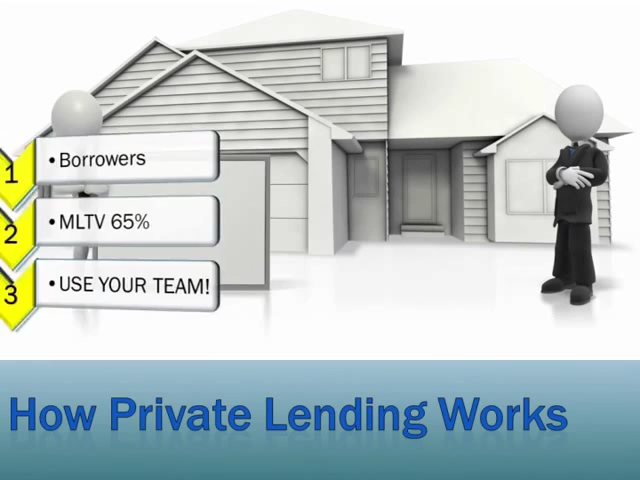 1
• Borrowers
2
• MLTV 65%
3
• USE YOUR TEAM!
How Private Lending Works